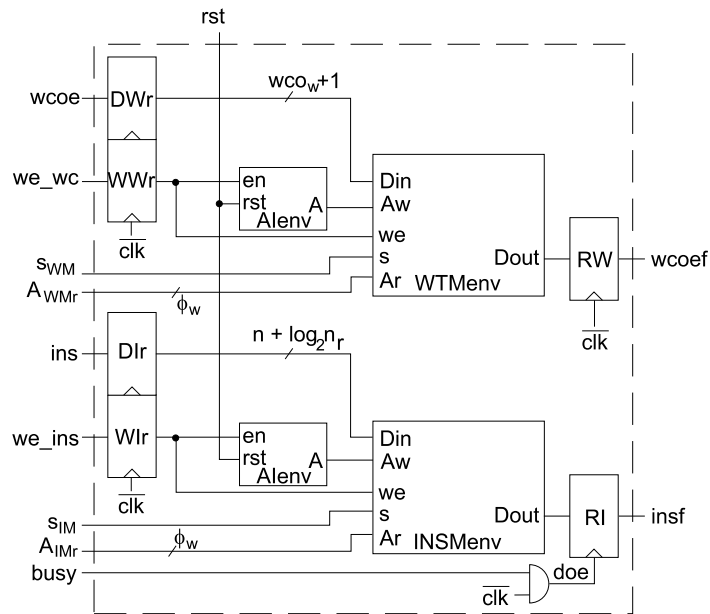 rst
wcoe DWr wco_w+1
we_wc WWr en rst A AIenv
Din Aw we s Ar Dout WTMenv
RW wcoef
clk
clk
s_WM
A_WMr ϕ_w
ins DIr n + log₂n_r
we_ins WIr en rst A AIenv
Din Aw we s Ar Dout INSMenv
RI insf
clk
s_IM
A_IMr ϕ_w
busy doe
clk